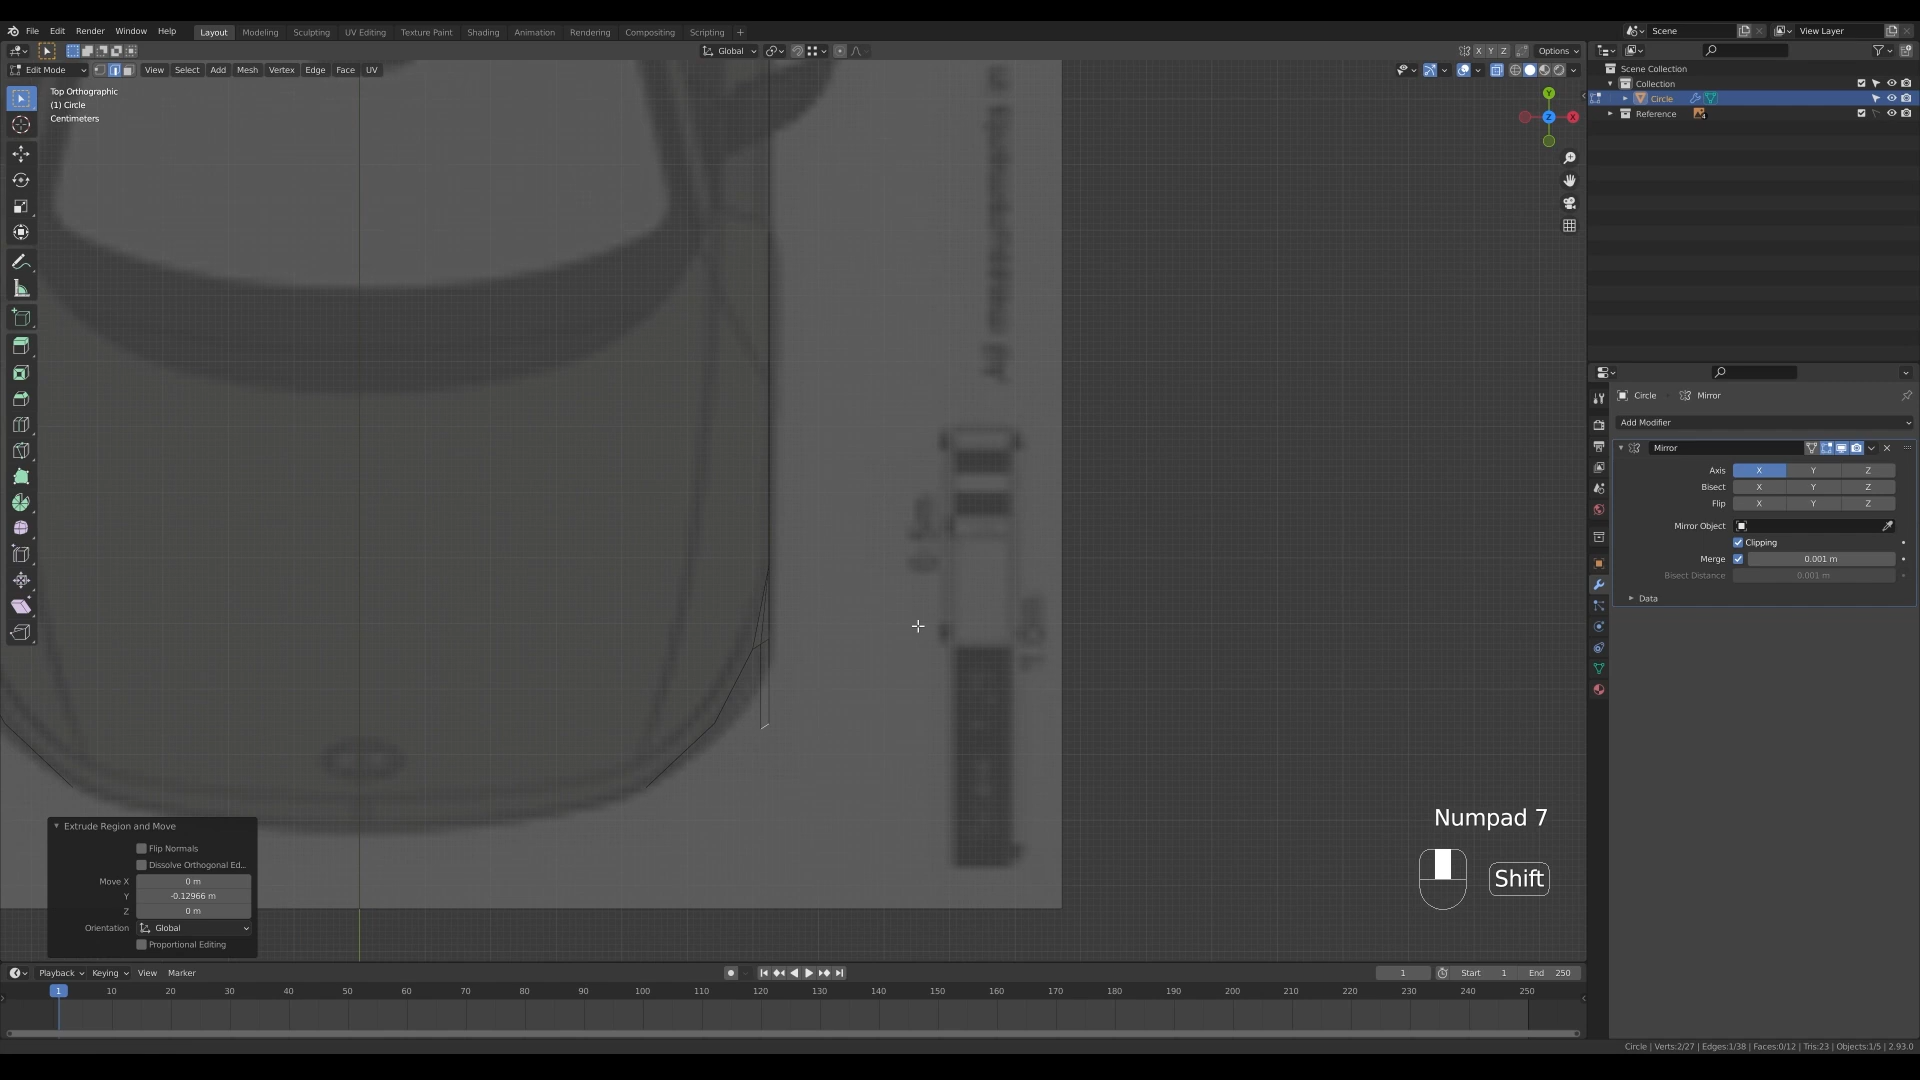 File Edit Render Window Help Layout Modeling Sculpting UV Editing Texture Paint Shading Animation Rendering Compositing Scripting + Scene View Layer
Global X Y Z Options
Edit Mode View Select Add Mesh Vertex Edge Face UV
Top Orthographic
(1) Circle
Centimeters
Y
Z
X
Scene Collection
Collection
Circle
Reference 4
Circle Mirror
Add Modifier
Mirror
Axis X Y Z
Bisect X Y Z
Flip X Y Z
Mirror Object
Clipping
Merge 0.001 m
Bisect Distance 0.001 m
Data
Numpad 7
Shift
Extrude Region and Move
Flip Normals
Dissolve Orthogonal Ed...
Move X 0 m
Y -0.12966 m
Z 0 m
Orientation Global
Proportional Editing
Playback Keying View Marker 1 Start 1 End 250
1 10 20 30 40 50 60 70 80 90 100 110 120 130 140 150 160 170 180 190 200 210 220 230 240 250
Circle | Verts:2/27 | Edges:1/38 | Faces:0/12 | Tris:23 | Objects:1/5 | 2.93.0